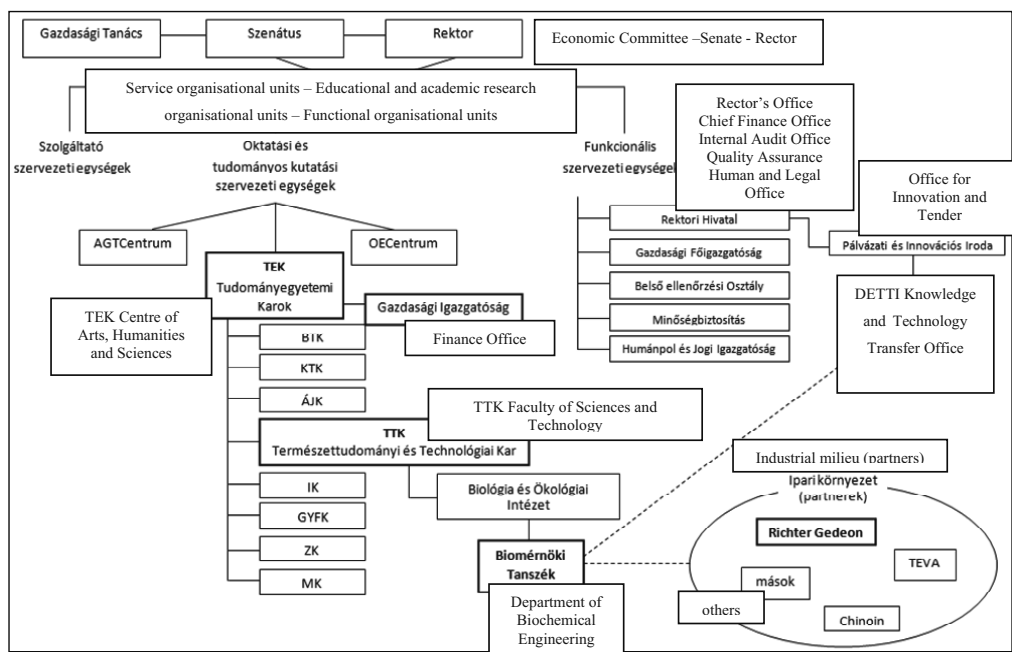 Gazdasági Tanács
Szenátus
Rektor
Economic Committee –Senate - Rector
Service organisational units – Educational and academic research
organisational units – Functional organisational units
Szolgáltató
szervezeti egységek
Oktatási és
tudományos kutatási
szervezeti egységek
Funkcionális
szervezeti egységek
Rector's Office
Chief Finance Office
Internal Audit Office
Quality Assurance
Human and Legal
Office
Office for
Innovation and
Tender
AGTCentrum
OECentrum
Rektori Hivatal
Pálvázati és Innovációs Iroda
TEK
Tudományegyetemi
Karok
Gazdasági Főigazgatóság
Belső ellenőrzési Osztály
Minőségbiztosítás
Humánpol és Jogi Igazgatóság
DETTI Knowledge
and Technology
Transfer Office
TEK Centre of
Arts, Humanities
and Sciences
Gazdasági Igazgatóság
Finance Office
BTK
KTK
ÁJK
TTK Faculty of Sciences and
Technology
TTK
Természettudományi és Technológiai Kar
IK
GYFK
ZK
MK
Biológia és Ökológiai
Intézet
Biomérnöki
Tanszék
Department of
Biochemical
Engineering
Industrial milieu (partners)
Ipari környezet
(partnerek)
Richter Gedeon
TEVA
mások
others
Chinoin